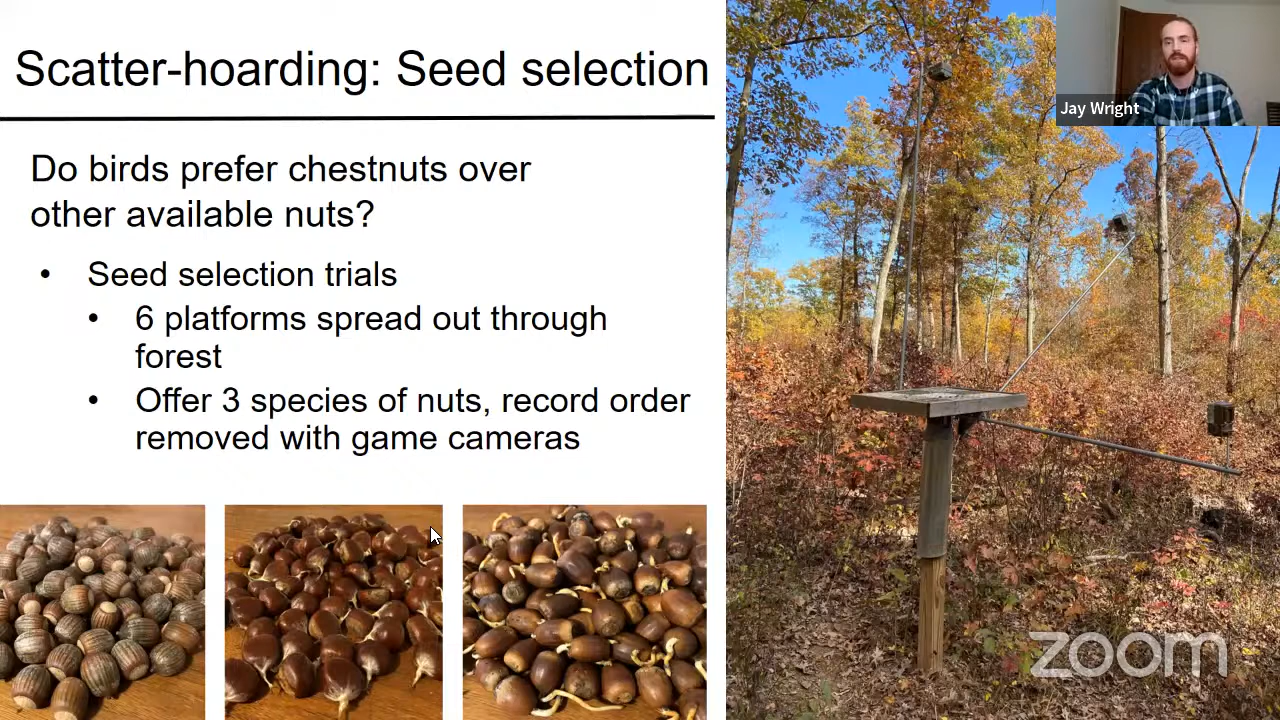 Scatter-hoarding: Seed selection
Jay Wright
Do birds prefer chestnuts over
other available nuts?
• Seed selection trials
• 6 platforms spread out through
forest
• Offer 3 species of nuts, record order
removed with game cameras
zoom